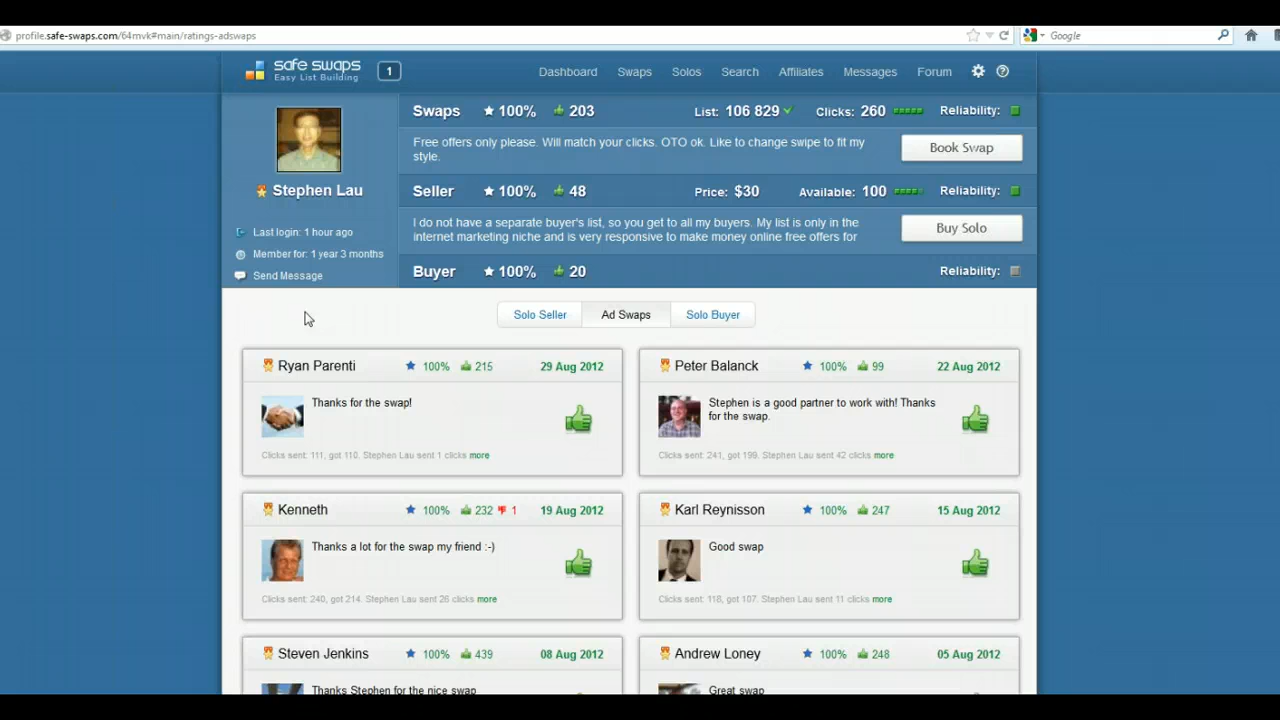 profile.safe-swaps.com/64mvk#main/ratings-adswaps
Google
safe swaps
Easy List Building
1
Dashboard Swaps Solos Search Affiliates Messages Forum
Stephen Lau
Last login: 1 hour ago
Member for: 1 year 3 months
Send Message
Swaps 100% 203 List: 106 829 Clicks: 260 Reliability:
Free offers only please. Will match your clicks. OTO ok. Like to change swipe to fit my
style.
Book Swap
Seller 100% 48 Price: $30 Available: 100 Reliability:
I do not have a separate buyer's list, so you get to all my buyers. My list is only in the
internet marketing niche and is very responsive to make money online free offers for
Buy Solo
Buyer 100% 20 Reliability:
Solo Seller Ad Swaps Solo Buyer
Ryan Parenti 100% 215 29 Aug 2012
Thanks for the swap!
Clicks sent: 111, got 110. Stephen Lau sent 1 clicks more
Peter Balanck 100% 99 22 Aug 2012
Stephen is a good partner to work with! Thanks
for the swap.
Clicks sent: 241, got 199. Stephen Lau sent 42 clicks more
Kenneth 100% 232 1 19 Aug 2012
Thanks a lot for the swap my friend :-)
Clicks sent: 240, got 214. Stephen Lau sent 26 clicks more
Karl Reynisson 100% 247 15 Aug 2012
Good swap
Clicks sent: 118, got 107. Stephen Lau sent 11 clicks more
Steven Jenkins 100% 439 08 Aug 2012
Thanks Stephen for the nice swap
Andrew Loney 100% 248 05 Aug 2012
Great swap